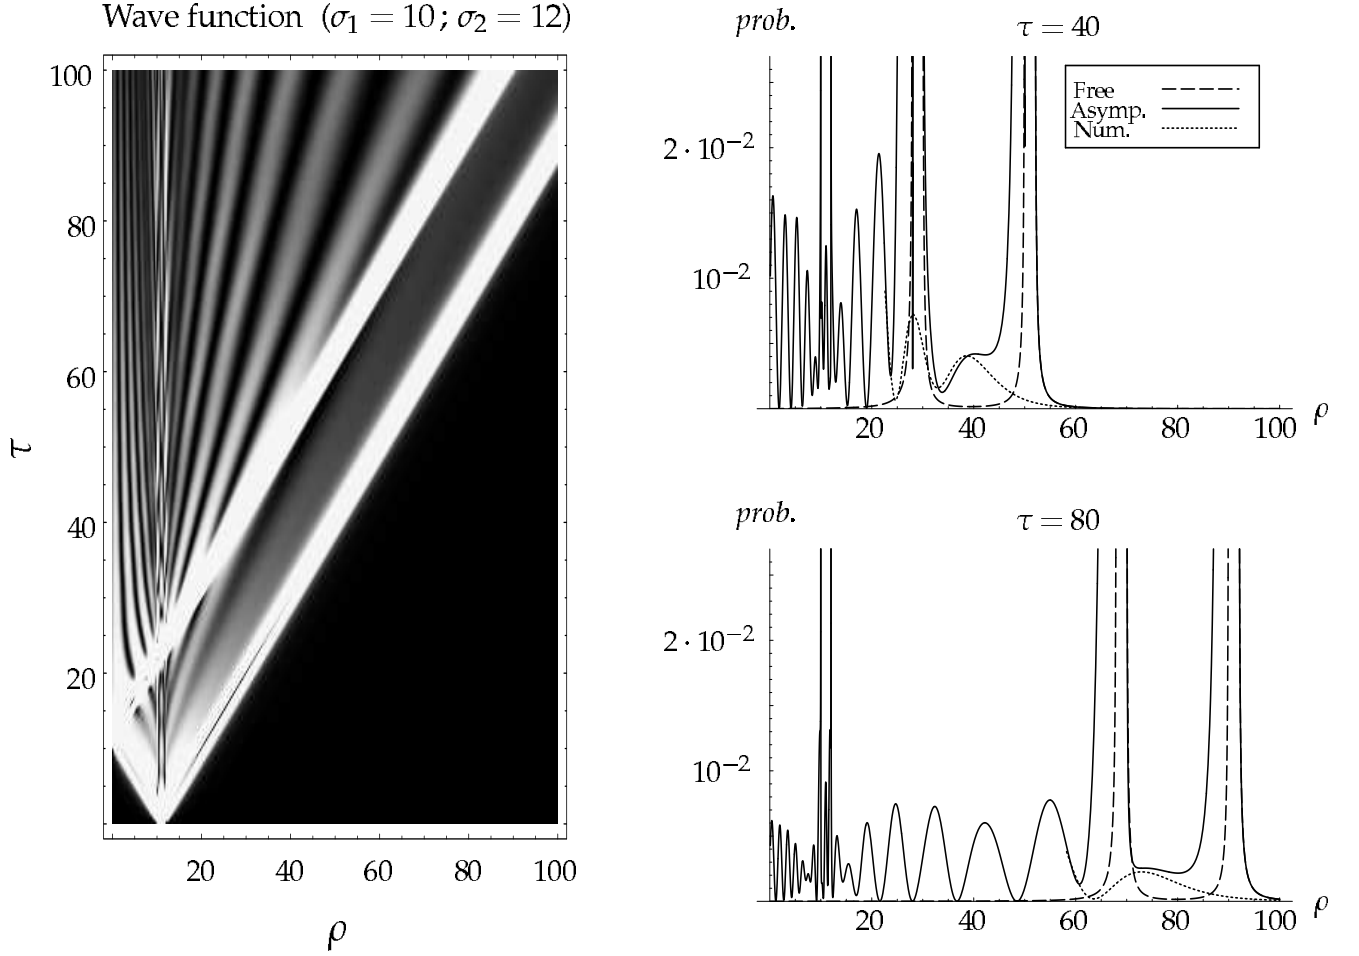 Wave function (σ₁ = 10 ; σ₂ = 12)
100
80
60
40
20
τ
20 40 60 80 100
ρ
prob.
τ = 40
Free
Asymp.
Num.
2 · 10⁻²
10⁻²
20 40 60 80 100 ρ
prob.
τ = 80
2 · 10⁻²
10⁻²
20 40 60 80 100 ρ